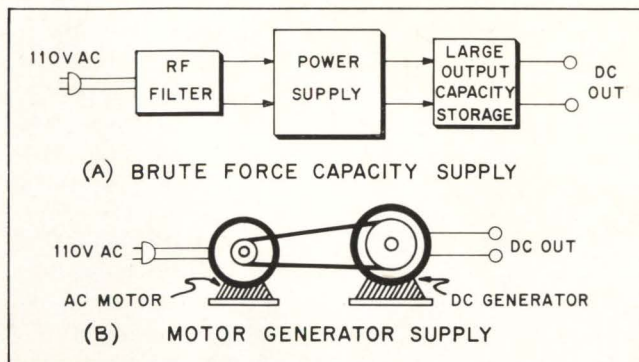 110V AC
RF
FILTER
POWER
SUPPLY
LARGE
OUTPUT
CAPACITY
STORAGE
DC
OUT
(A) BRUTE FORCE CAPACITY SUPPLY
110V AC
DC OUT
AC MOTOR
DC GENERATOR
(B) MOTOR GENERATOR SUPPLY